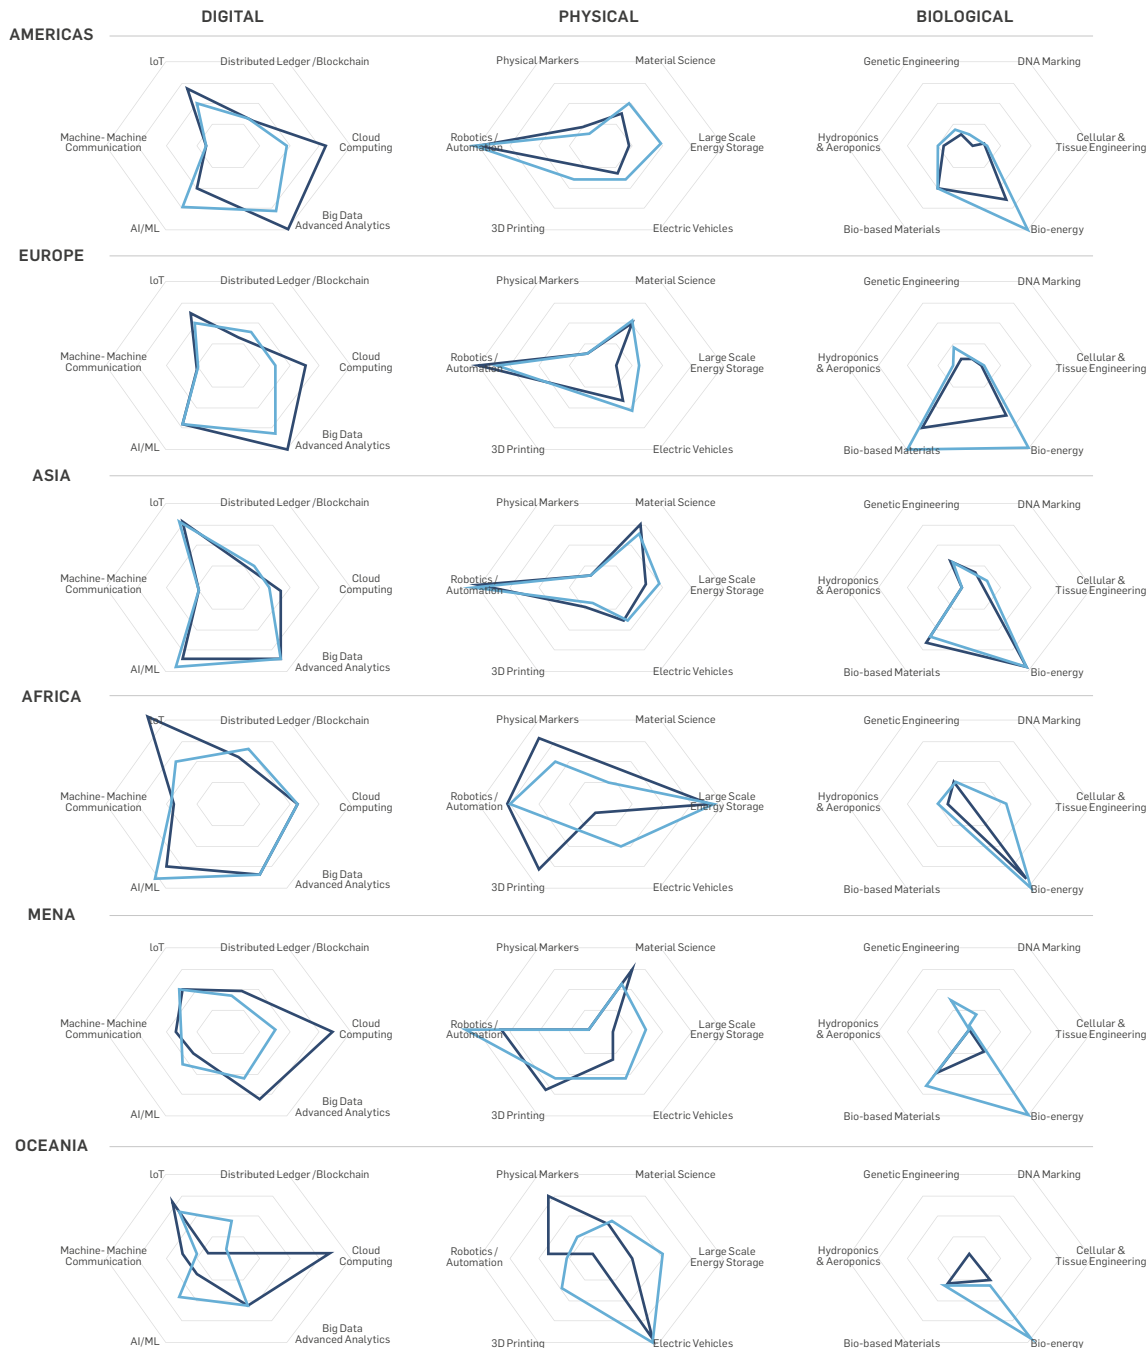 DIGITAL
PHYSICAL
BIOLOGICAL
AMERICAS
IoT
Distributed Ledger/Blockchain
Machine-Machine
Communication
Cloud
Computing
AI/ML
Big Data
Advanced Analytics
Physical Markers
Material Science
Robotics /
Automation
Large Scale
Energy Storage
3D Printing
Electric Vehicles
Genetic Engineering
DNA Marking
Hydroponics
& Aeroponics
Cellular &
Tissue Engineering
Bio-based Materials
Bio-energy
EUROPE
IoT
Distributed Ledger/Blockchain
Machine-Machine
Communication
Cloud
Computing
AI/ML
Big Data
Advanced Analytics
Physical Markers
Material Science
Robotics /
Automation
Large Scale
Energy Storage
3D Printing
Electric Vehicles
Genetic Engineering
DNA Marking
Hydroponics
& Aeroponics
Cellular &
Tissue Engineering
Bio-based Materials
Bio-energy
ASIA
IoT
Distributed Ledger/Blockchain
Machine-Machine
Communication
Cloud
Computing
AI/ML
Big Data
Advanced Analytics
Physical Markers
Material Science
Robotics /
Automation
Large Scale
Energy Storage
3D Printing
Electric Vehicles
Genetic Engineering
DNA Marking
Hydroponics
& Aeroponics
Cellular &
Tissue Engineering
Bio-based Materials
Bio-energy
AFRICA
IoT
Distributed Ledger/Blockchain
Machine-Machine
Communication
Cloud
Computing
AI/ML
Big Data
Advanced Analytics
Physical Markers
Material Science
Robotics /
Automation
Large Scale
Energy Storage
3D Printing
Electric Vehicles
Genetic Engineering
DNA Marking
Hydroponics
& Aeroponics
Cellular &
Tissue Engineering
Bio-based Materials
Bio-energy
MENA
IoT
Distributed Ledger/Blockchain
Machine-Machine
Communication
Cloud
Computing
AI/ML
Big Data
Advanced Analytics
Physical Markers
Material Science
Robotics /
Automation
Large Scale
Energy Storage
3D Printing
Electric Vehicles
Genetic Engineering
DNA Marking
Hydroponics
& Aeroponics
Cellular &
Tissue Engineering
Bio-based Materials
Bio-energy
OCEANIA
IoT
Distributed Ledger/Blockchain
Machine-Machine
Communication
Cloud
Computing
AI/ML
Big Data
Advanced Analytics
Physical Markers
Material Science
Robotics /
Automation
Large Scale
Energy Storage
3D Printing
Electric Vehicles
Genetic Engineering
DNA Marking
Hydroponics
& Aeroponics
Cellular &
Tissue Engineering
Bio-based Materials
Bio-energy